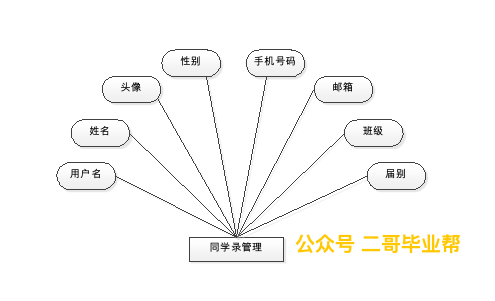 性别
手机号码
头像
邮箱
姓名
班级
用户名
届别
同学录管理
公众号 二哥毕业帮